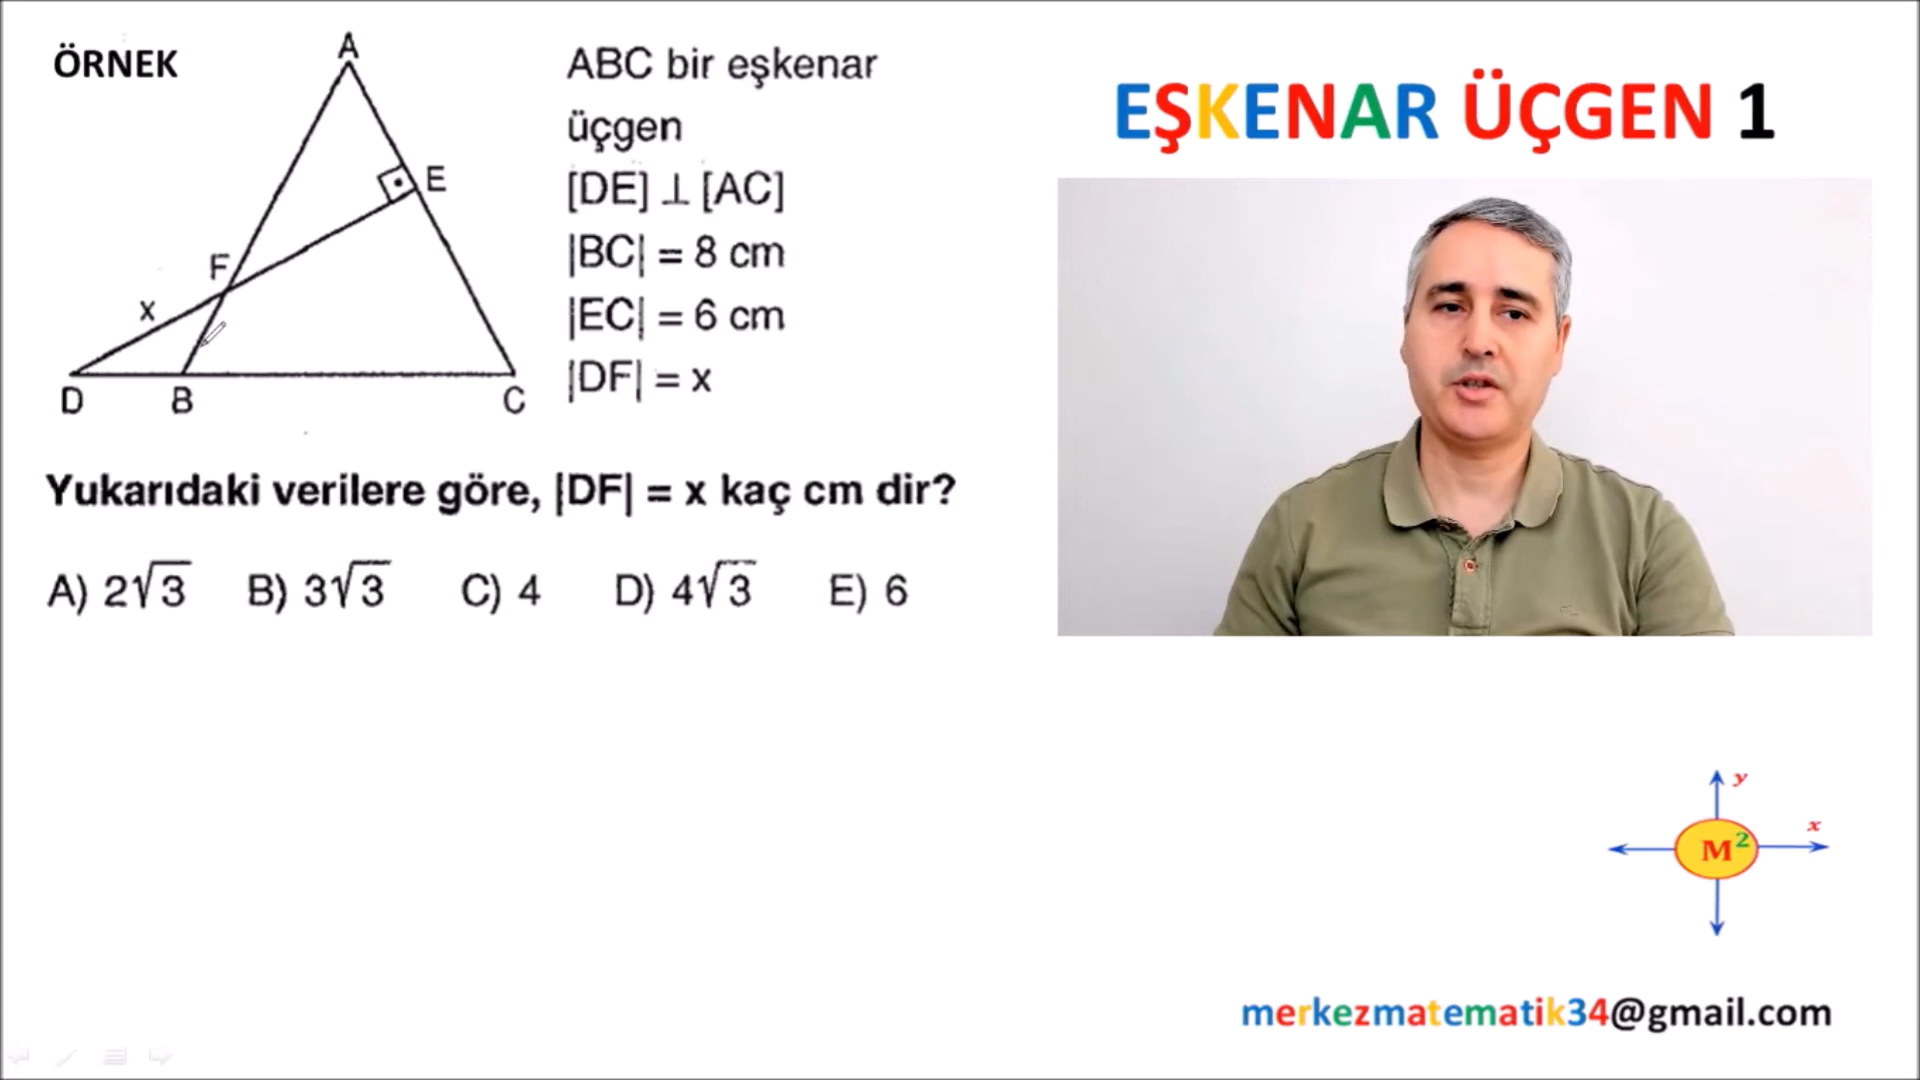 ÖRNEK
A
E
F
x
D
B
C
ABC bir eşkenar
üçgen
[DE] ⊥ [AC]
|BC| = 8 cm
|EC| = 6 cm
|DF| = x
Yukarıdaki verilere göre, |DF| = x kaç cm dir?
A) 2√3 B) 3√3 C) 4 D) 4√3 E) 6
EŞKENAR ÜÇGEN 1
y
x
M²
merkezmatematik34@gmail.com